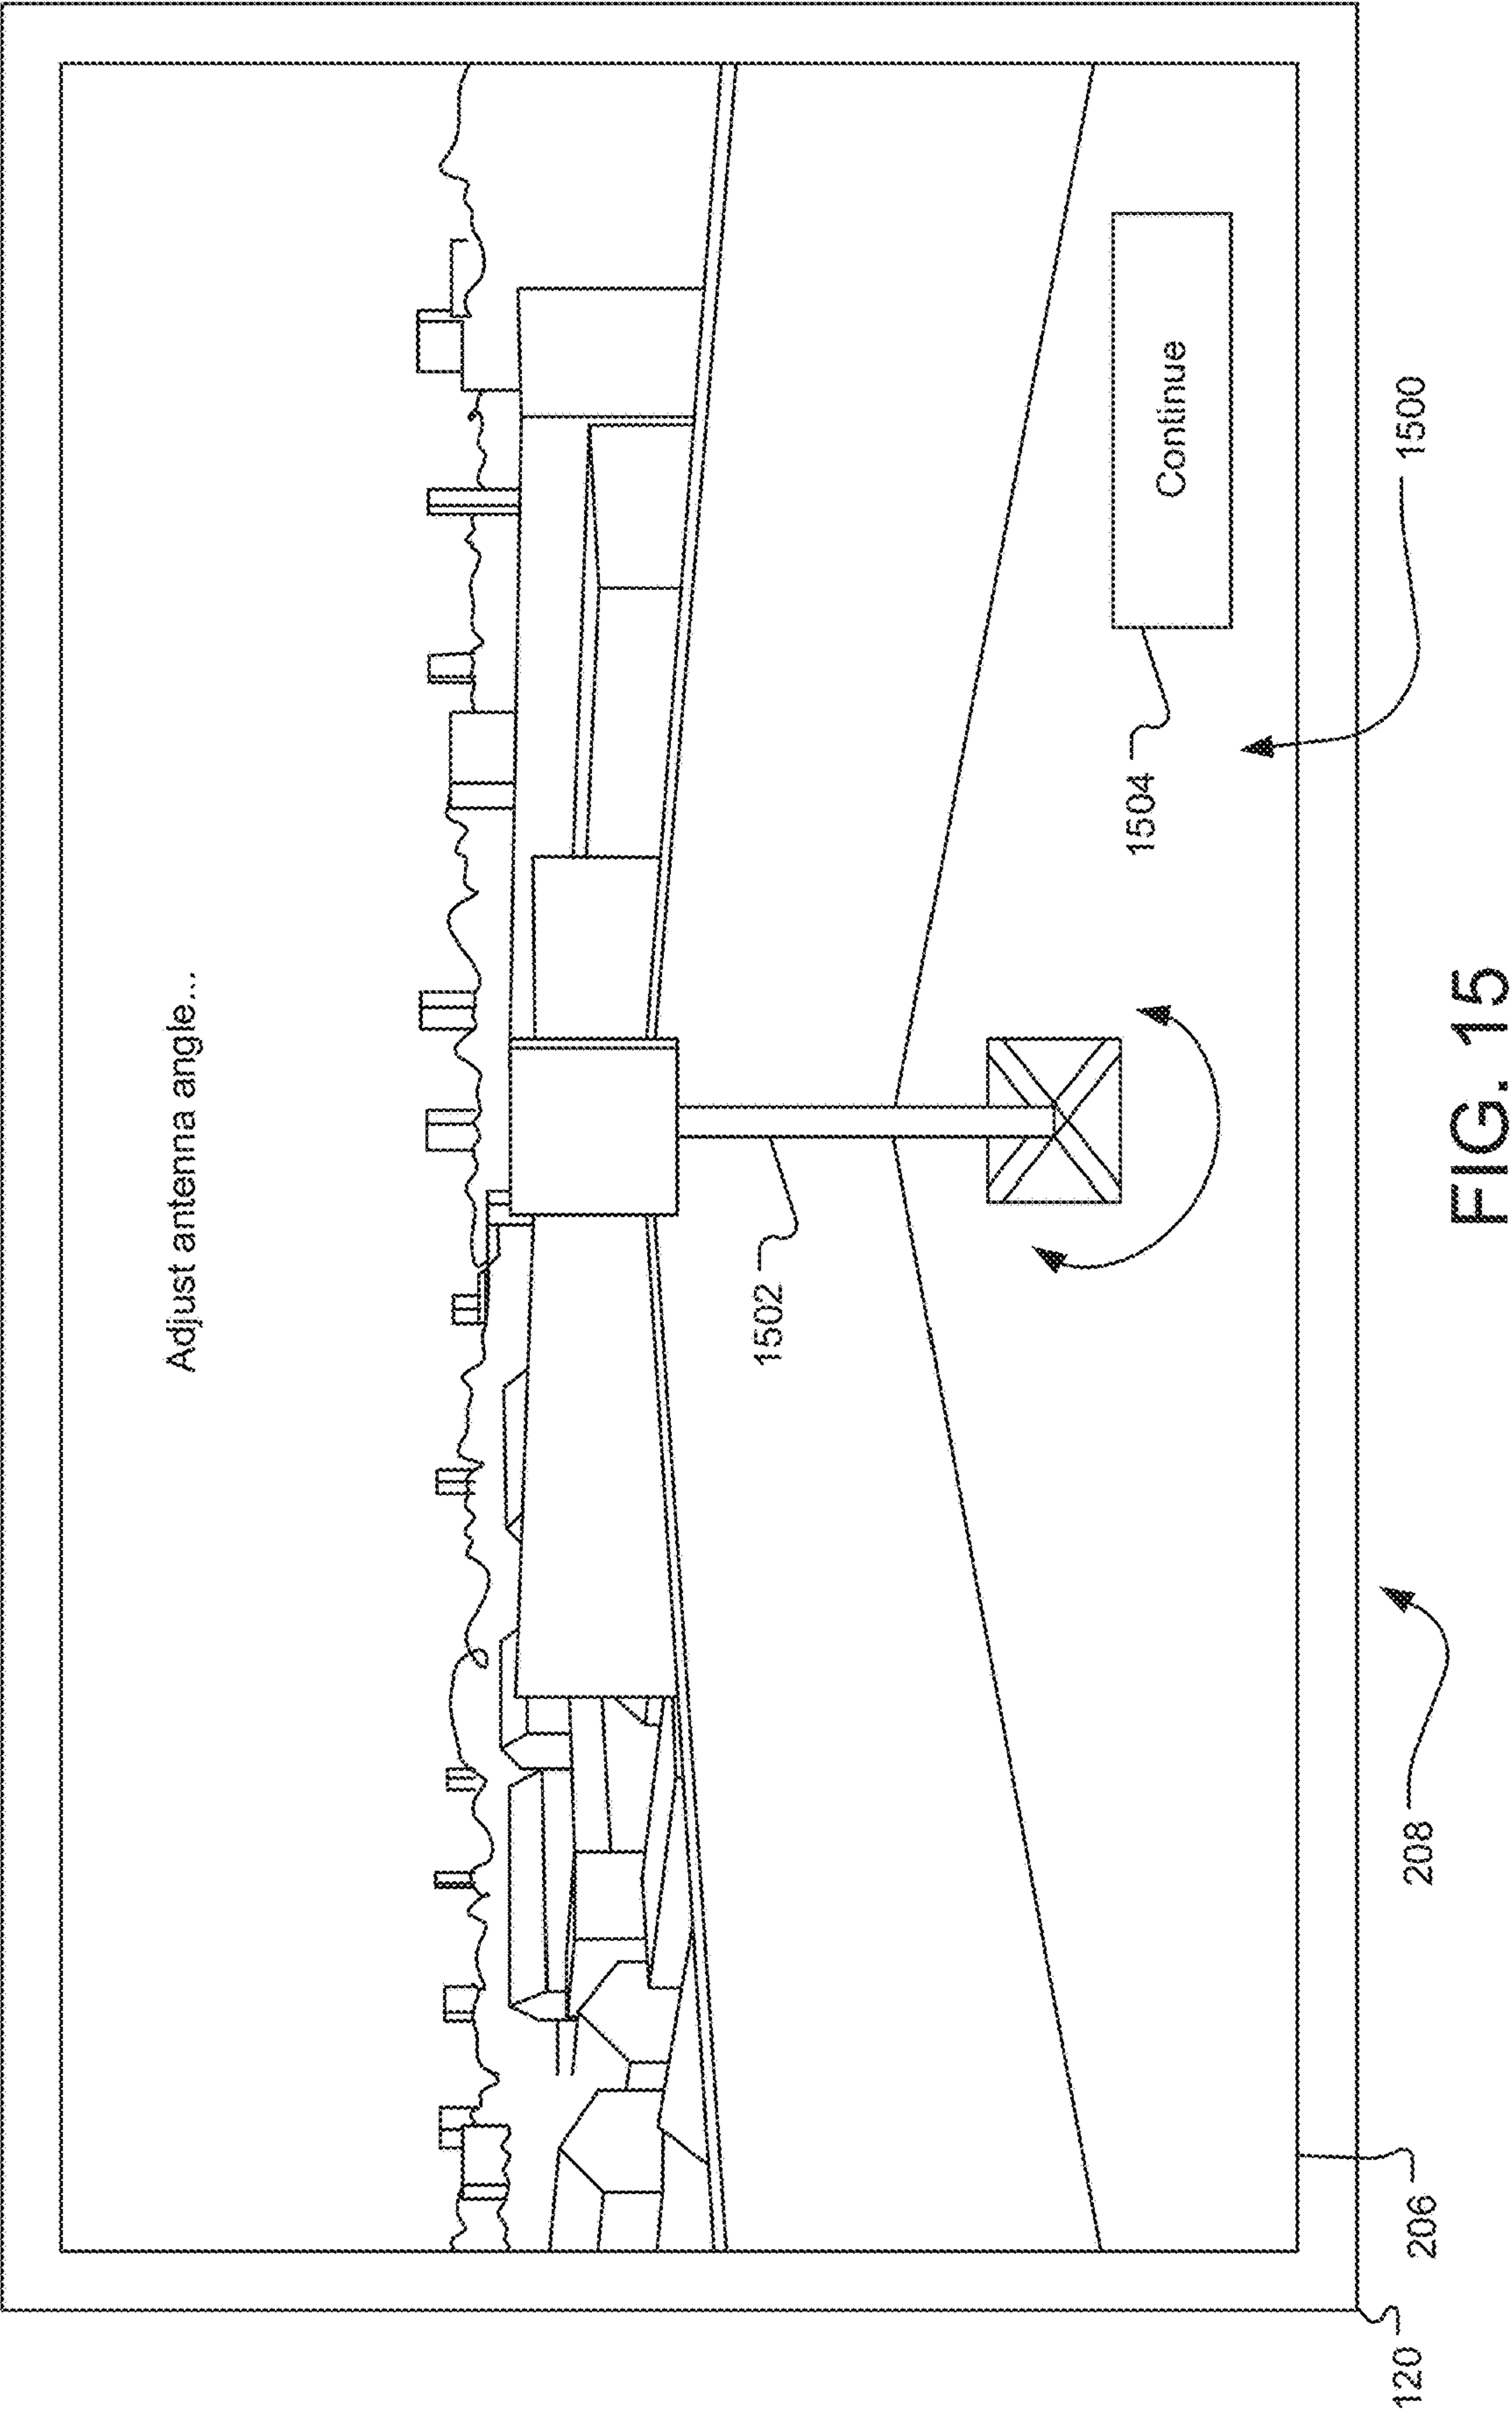 Adjust antenna angle...
1502
1504
Continue
1500
120
206
208
FIG. 15